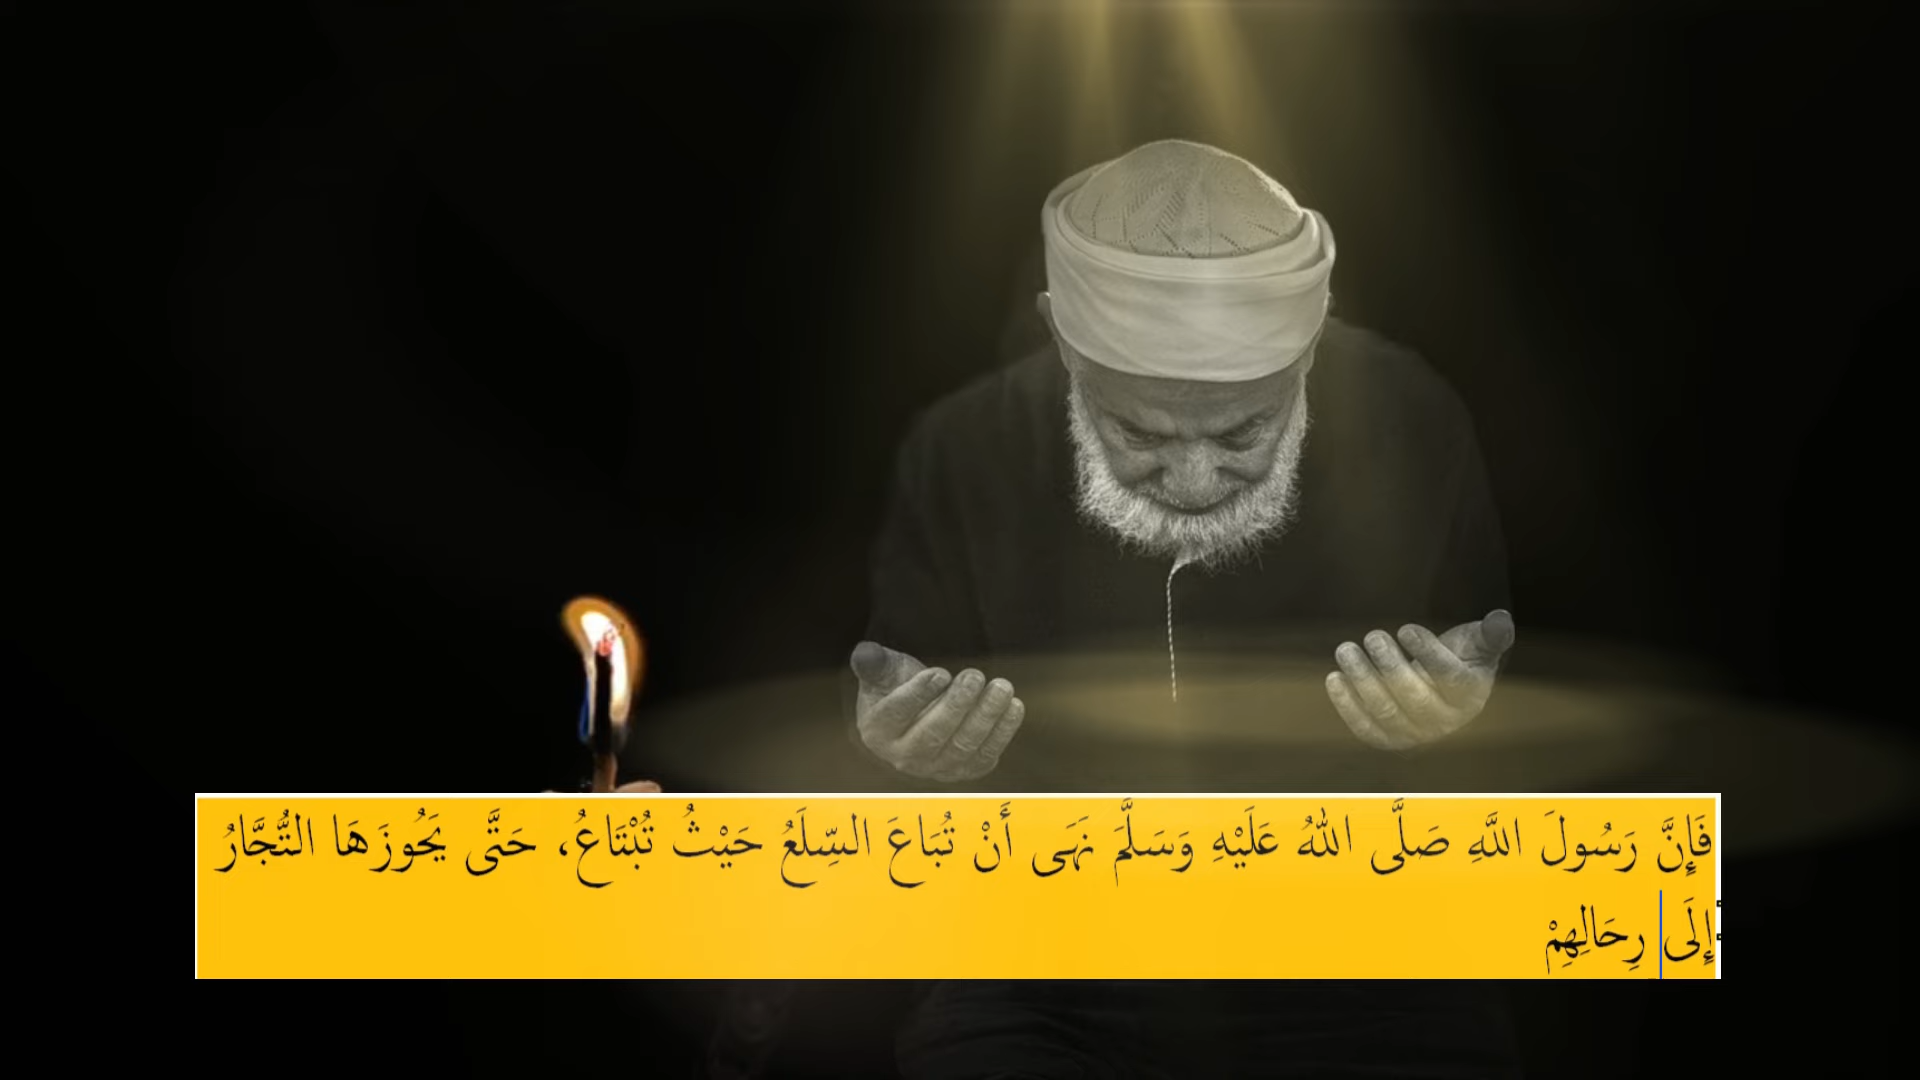 فَإِنَّ رَسُولَ اللَّهِ صَلَّى اللهُ عَلَيْهِ وَسَلَّمَ نَهَى أَنْ تُبَاعَ السِّلَعُ حَيْثُ تُبْتَاعُ، حَتَّى يَحُوزَهَا التُّجَّارُ
إِلَى رِحَالِهِمْ